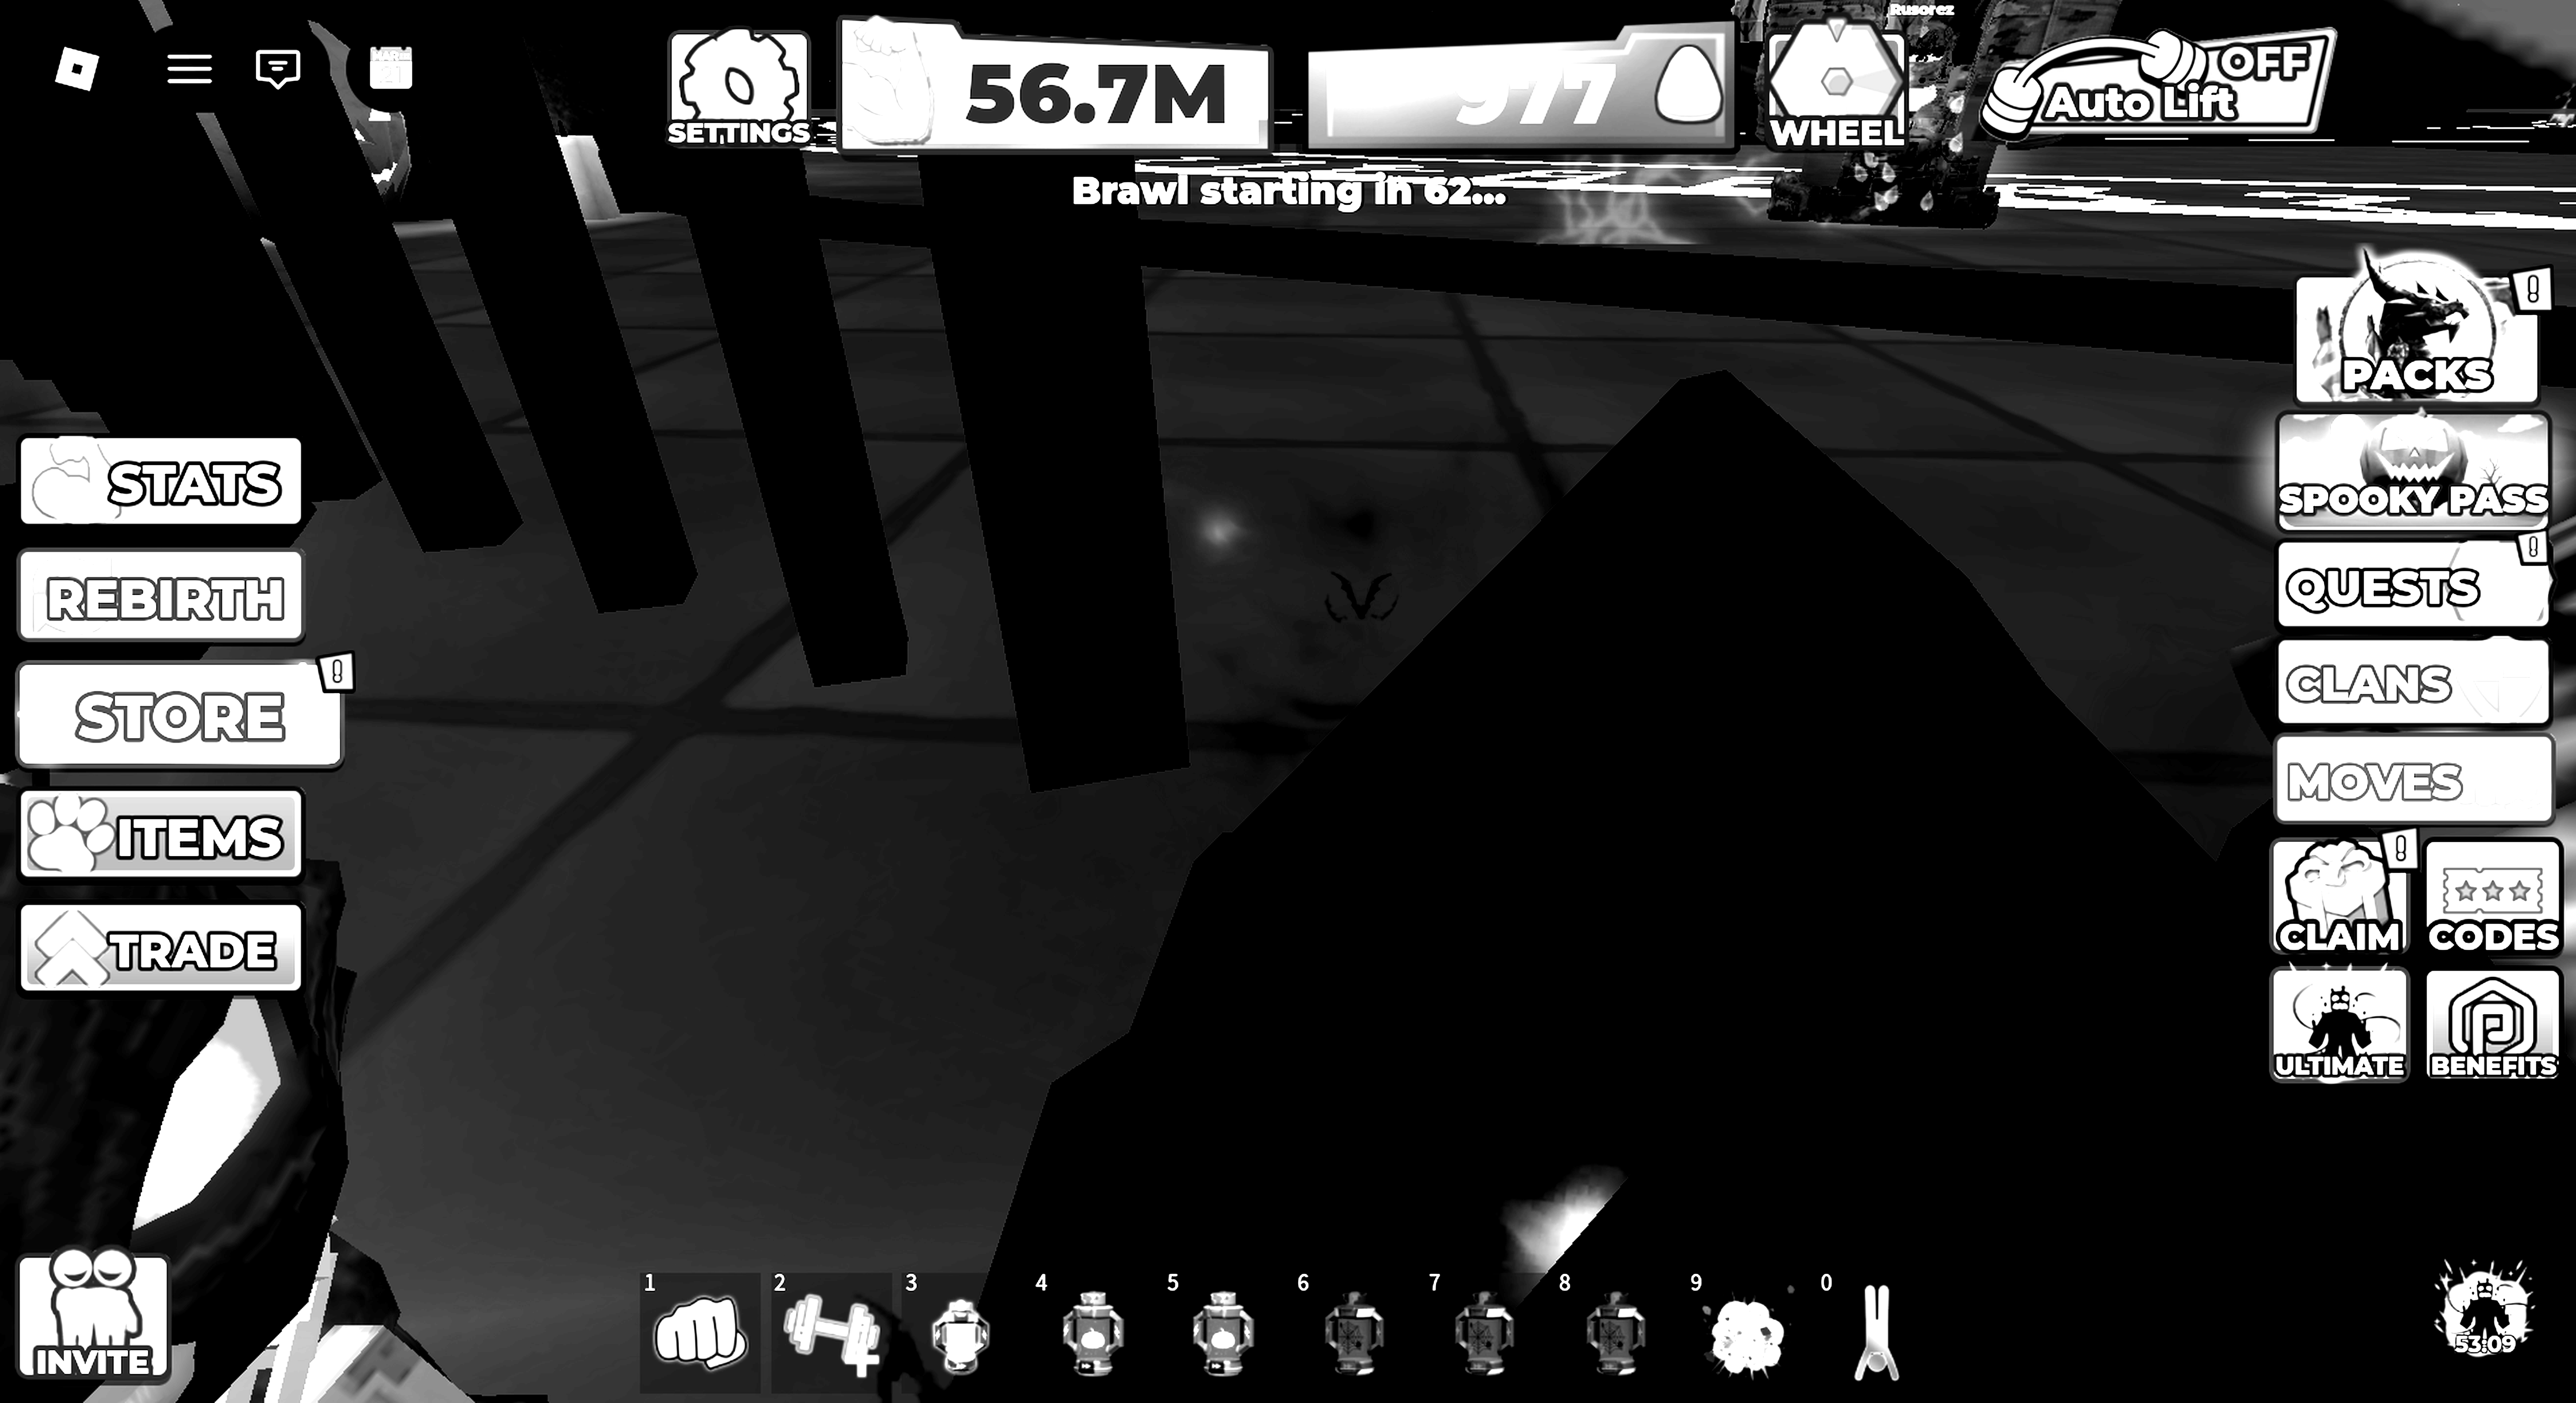 Rusorez
SETTINGS
56.7M
977
WHEEL
OFF
Auto Lift
Brawl starting in 62...
PACKS
SPOOKY PASS
QUESTS
CLANS
MOVES
CLAIM
CODES
ULTIMATE
BENEFITS
STATS
REBIRTH
STORE
ITEMS
TRADE
INVITE
1 2 3 4 5 6 7 8 9 0
53:09